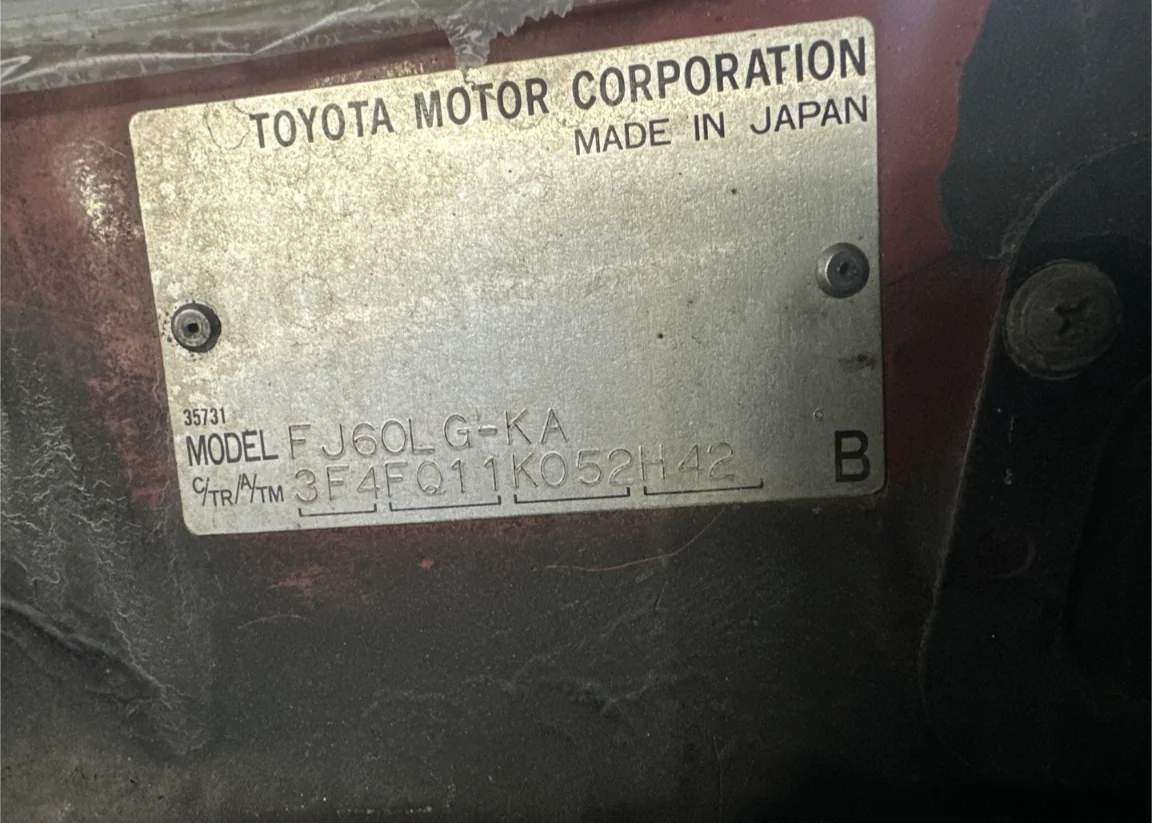 TOYOTA MOTOR CORPORATION
MADE IN JAPAN
35731
MODEL FJ60LG-KA
C/TR/A/TM 3F4FQ11K052H42
B